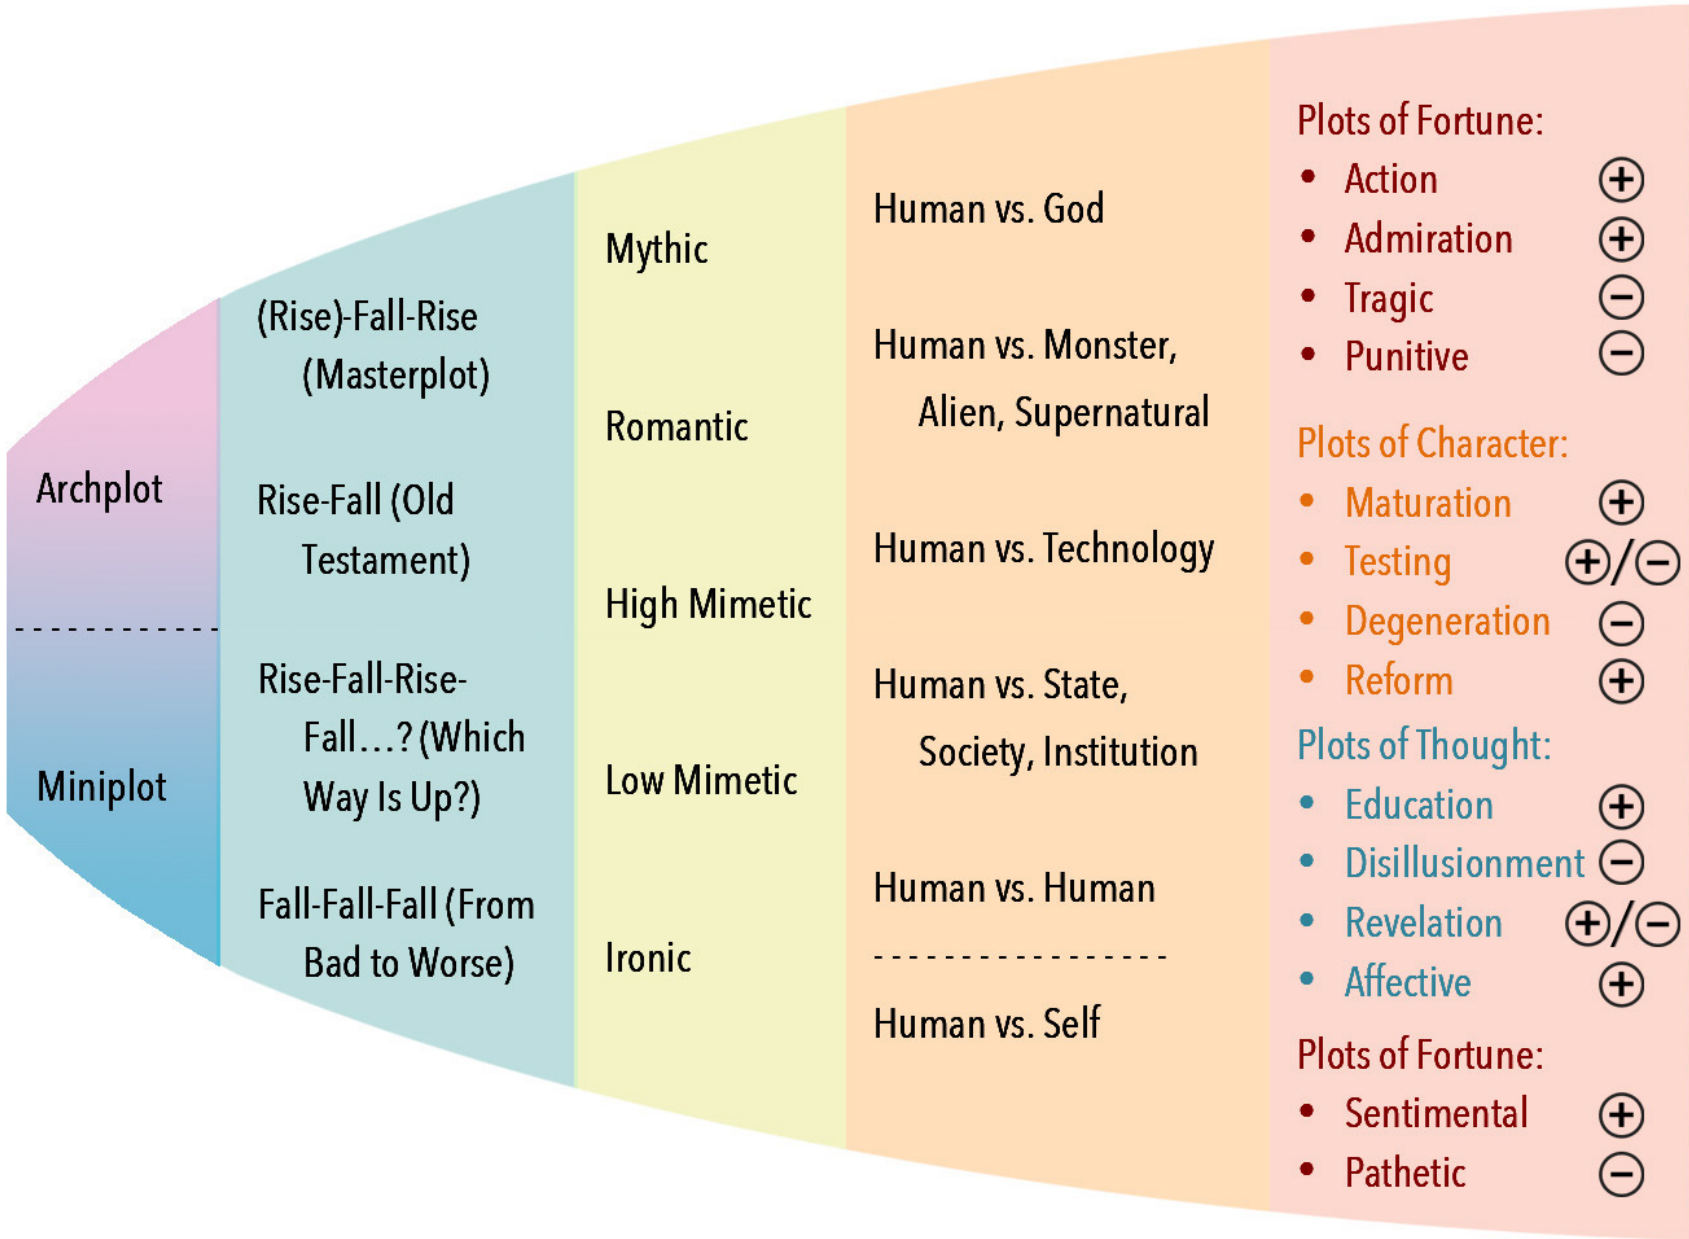 Archplot
Miniplot
(Rise)-Fall-Rise
(Masterplot)
Rise-Fall (Old
Testament)
Rise-Fall-Rise-
Fall…? (Which
Way Is Up?)
Fall-Fall-Fall (From
Bad to Worse)
Mythic
Romantic
High Mimetic
Low Mimetic
Ironic
Human vs. God
Human vs. Monster,
Alien, Supernatural
Human vs. Technology
Human vs. State,
Society, Institution
Human vs. Human
Human vs. Self
Plots of Fortune:
• Action +
• Admiration +
• Tragic −
• Punitive −
Plots of Character:
• Maturation +
• Testing +/−
• Degeneration −
• Reform +
Plots of Thought:
• Education +
• Disillusionment −
• Revelation +/−
• Affective +
Plots of Fortune:
• Sentimental +
• Pathetic −